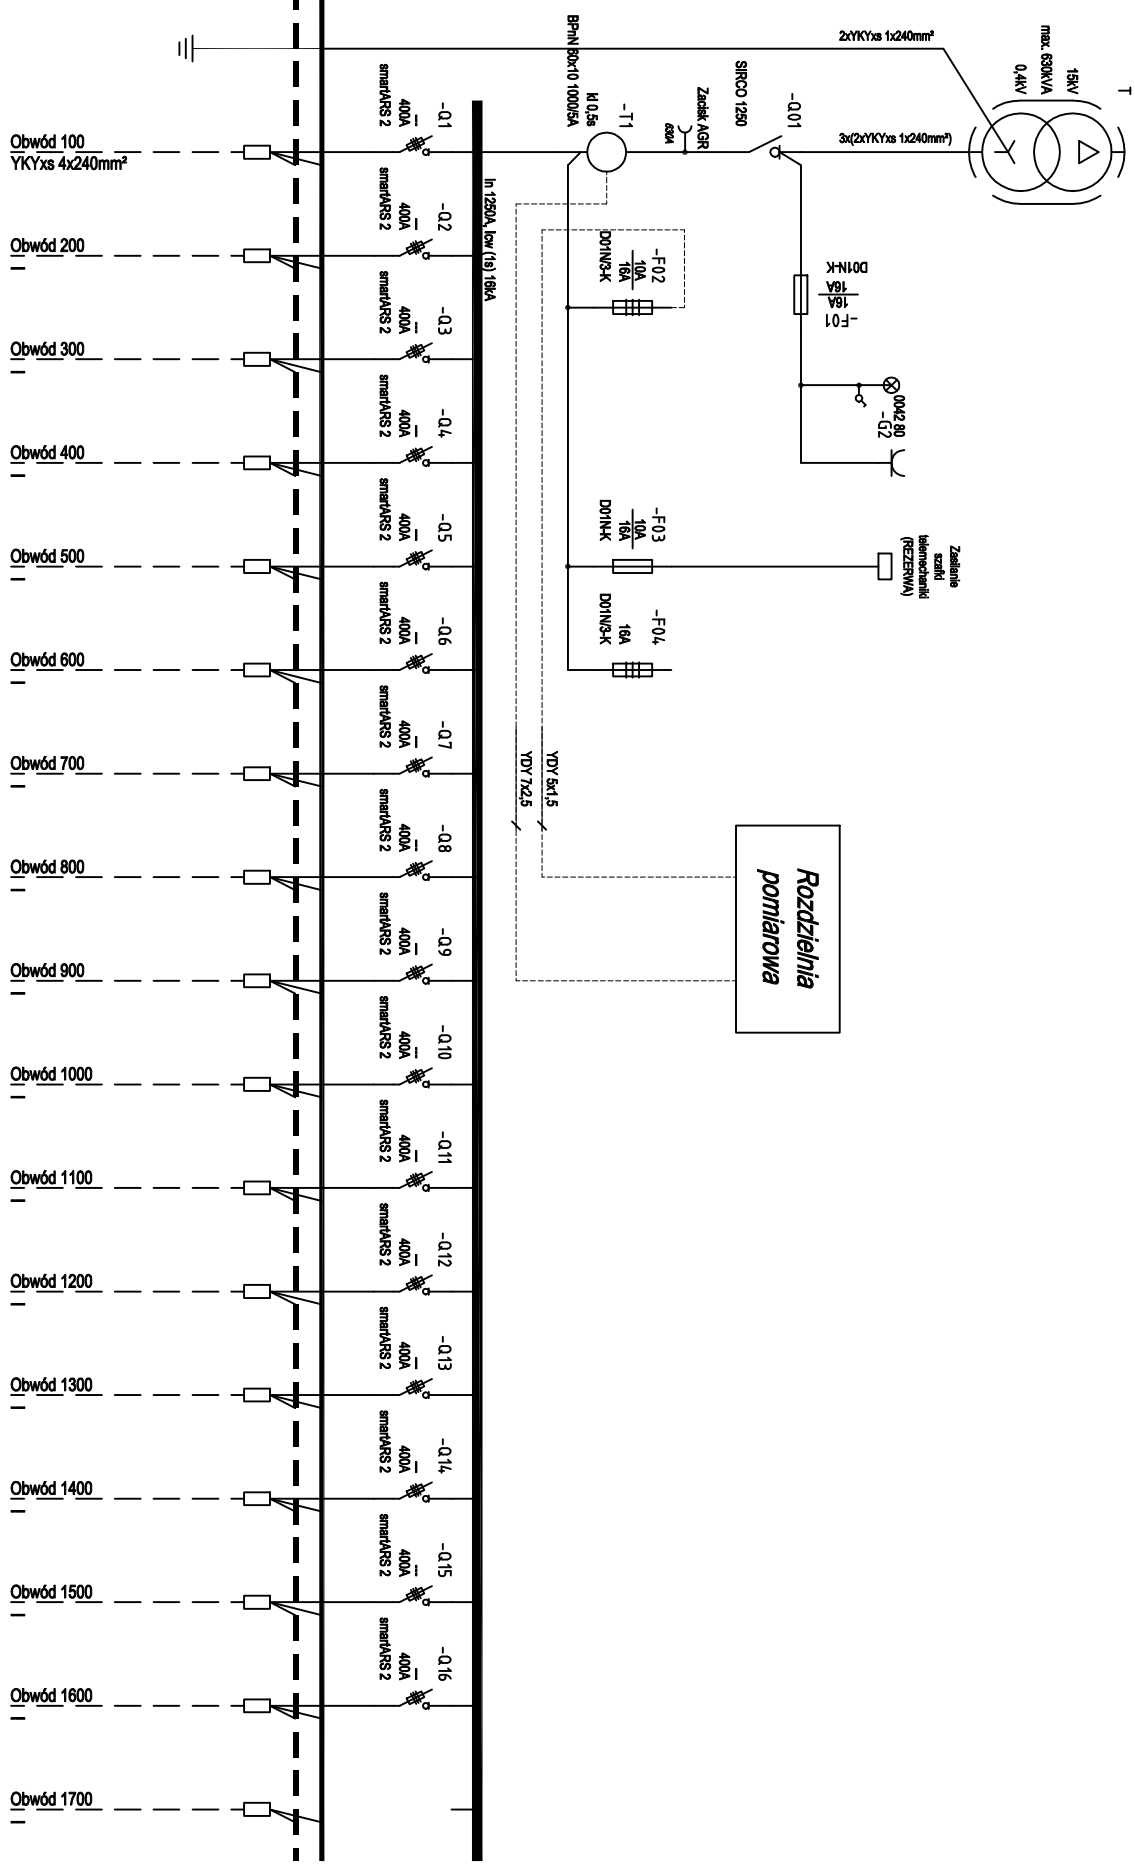 T
15kV
max. 630kVA
0,4kV
2xYKYxs 1x240mm²
3x(2xYKYxs 1x240mm²)
-Q01
SIRCO 1250
Zacisk AGR
630A
-T1
kl 0,5s
BPnN 60x10 1000/5A
In 1250A, Icw (1s) 16kA
-F01
16A
16A
D01N-K
0042 80
-G2
-F02
10A
16A
D01N/3-K
-F03
10A
16A
D01N-K
-F04
16A
D01N/3-K
Zasilanie
szafki
telemechaniki
(REZERWA)
YDY 5x1,5
YDY 7x2,5
Rozdzielnia
pomiarowa
-Q1
---
400A
smartARS 2
-Q2
---
400A
smartARS 2
-Q3
---
400A
smartARS 2
-Q4
---
400A
smartARS 2
-Q5
---
400A
smartARS 2
-Q6
---
400A
smartARS 2
-Q7
---
400A
smartARS 2
-Q8
---
400A
smartARS 2
-Q9
---
400A
smartARS 2
-Q10
---
400A
smartARS 2
-Q11
---
400A
smartARS 2
-Q12
---
400A
smartARS 2
-Q13
---
400A
smartARS 2
-Q14
---
400A
smartARS 2
-Q15
---
400A
smartARS 2
-Q16
---
400A
smartARS 2
Obwód 100
YKYxs 4x240mm²
Obwód 200
---
Obwód 300
---
Obwód 400
---
Obwód 500
---
Obwód 600
---
Obwód 700
---
Obwód 800
---
Obwód 900
---
Obwód 1000
---
Obwód 1100
---
Obwód 1200
---
Obwód 1300
---
Obwód 1400
---
Obwód 1500
---
Obwód 1600
---
Obwód 1700
---